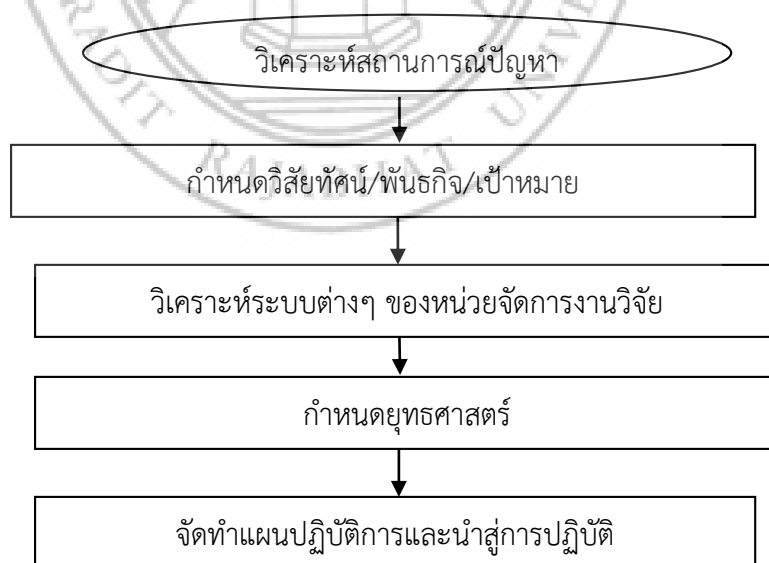 วิเคราะห์สถานการณ์ปัญหา
กำหนดวิสัยทัศน์/พันธกิจ/เป้าหมาย
RADIT RAJABHAT UNIVE
วิเคราะห์ระบบต่างๆ ของหน่วยจัดการงานวิจัย
กำหนดยุทธศาสตร์
จัดทำแผนปฏิบัติการและนำสู่การปฏิบัติ